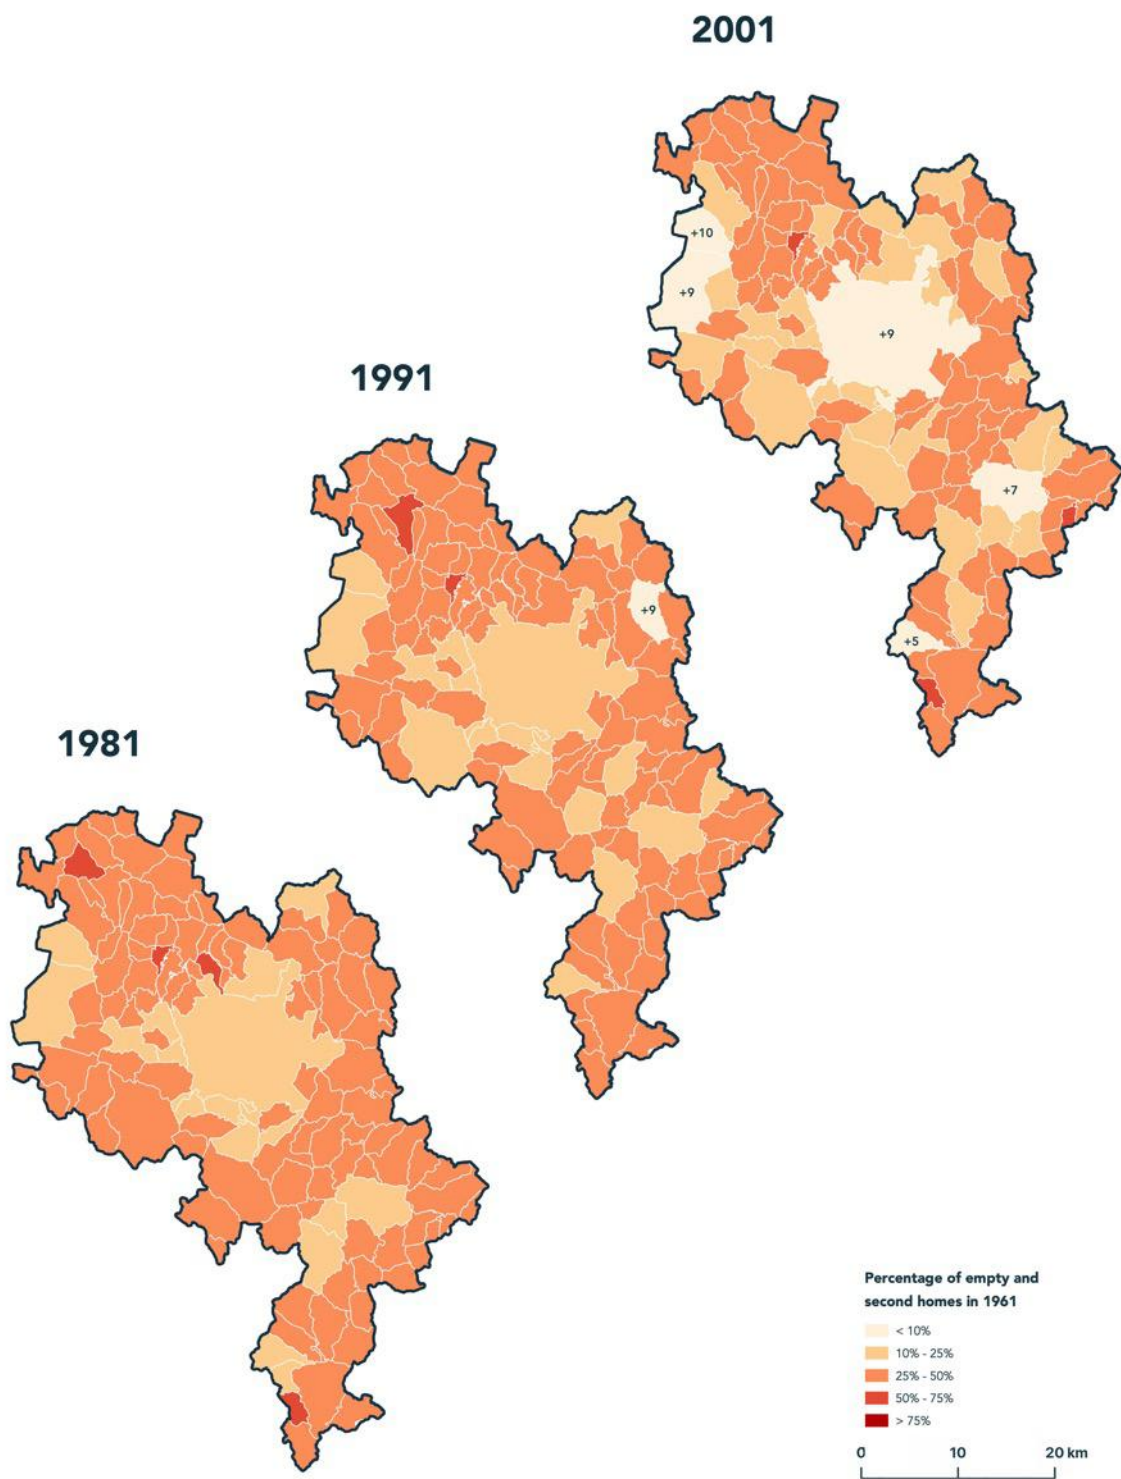 2001
+10
+9
+9
+7
+5
1991
+9
1981
Percentage of empty and
second homes in 1961
< 10%
10% - 25%
25% - 50%
50% - 75%
> 75%
0 10 20 km